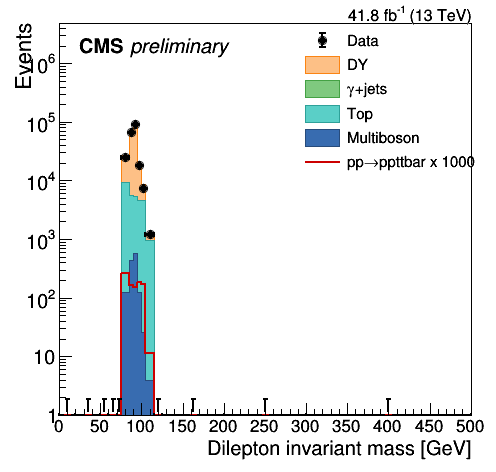 41.8 fb⁻¹ (13 TeV)
Events
CMS preliminary
Data
DY
γ+jets
Top
Multiboson
pp→ppttbar x 1000
10⁶
10⁵
10⁴
10³
10²
10
1
0 50 100 150 200 250 300 350 400 450 500
Dilepton invariant mass [GeV]